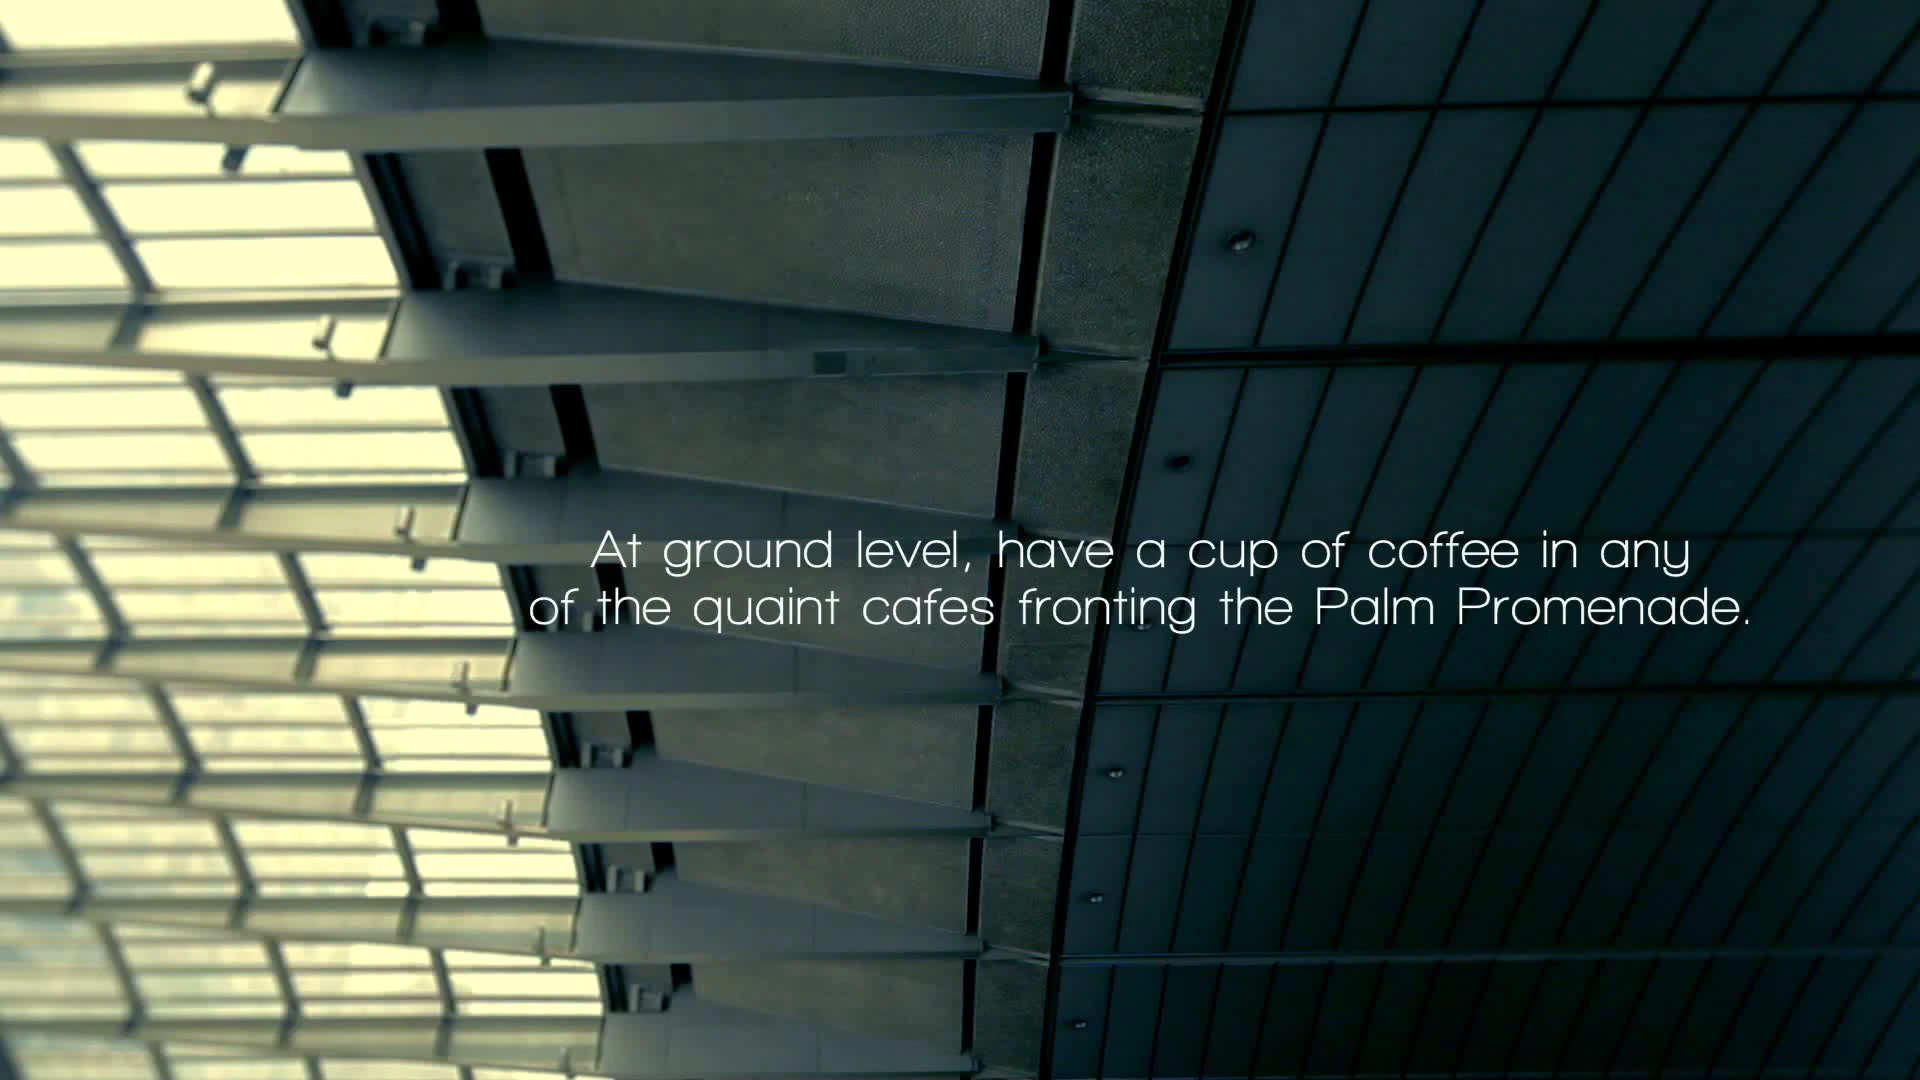 At ground level, have a cup of coffee in any
of the quaint cafes fronting the Palm Promenade.